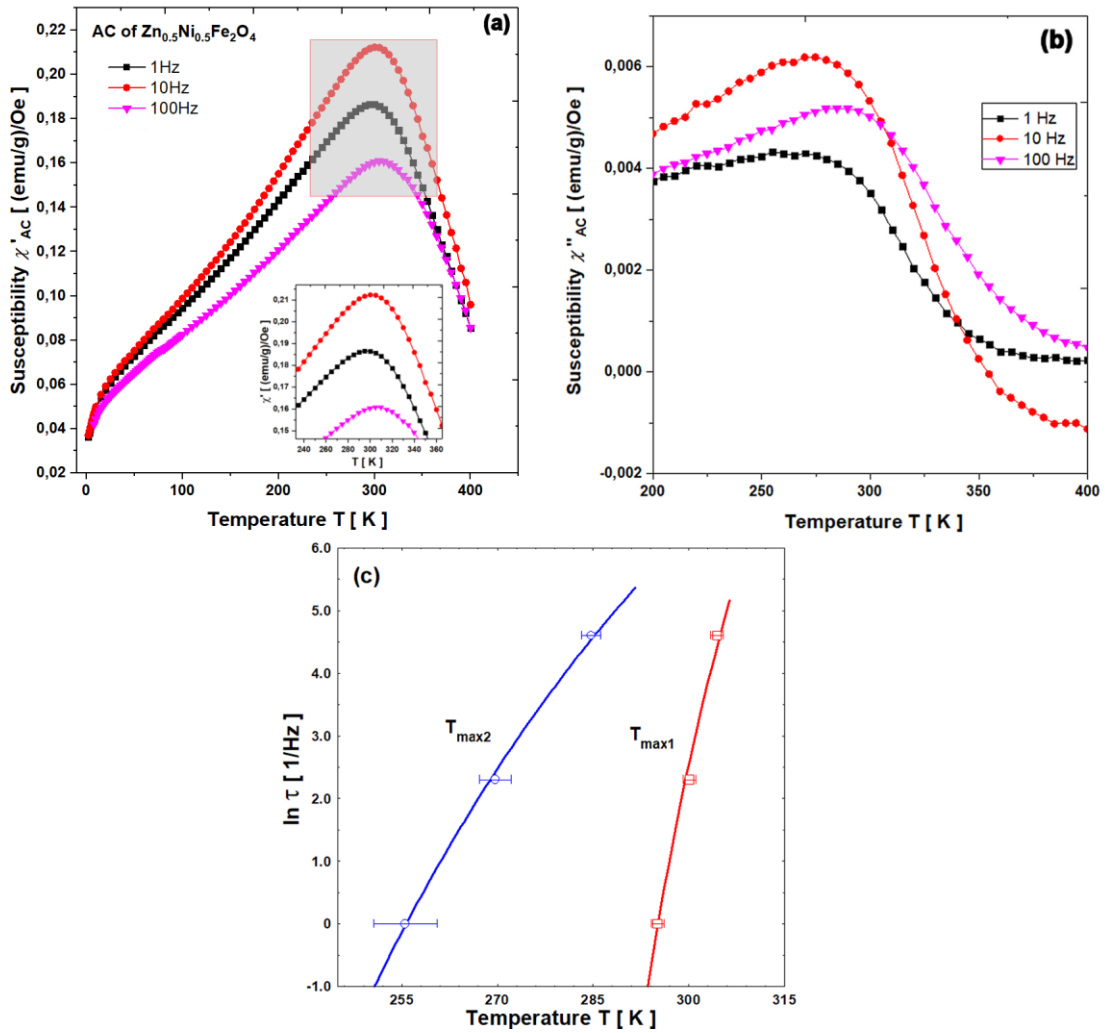 (a)
AC of Zn0.5Ni0.5Fe2O4
1Hz
10Hz
100Hz
Susceptibility χ'AC [ (emu/g)/Oe ]
0,22
0,20
0,18
0,16
0,14
0,12
0,10
0,08
0,06
0,04
0,02
0
100
200
300
400
Temperature T [ K ]
χ' [ (emu/g)/Oe ]
0,21
0,20
0,19
0,18
0,17
0,16
0,15
240 260 280 300 320 340 360
T [ K ]
(b)
1 Hz
10 Hz
100 Hz
Susceptibility χ''AC [ (emu/g)/Oe ]
0,006
0,004
0,002
0,000
-0,002
200 250 300 350 400
Temperature T [ K ]
(c)
ln τ [ 1/Hz ]
6.0
5.0
4.0
3.0
2.0
1.0
0
-1.0
Tmax2
Tmax1
255 270 285 300 315
Temperature T [ K ]